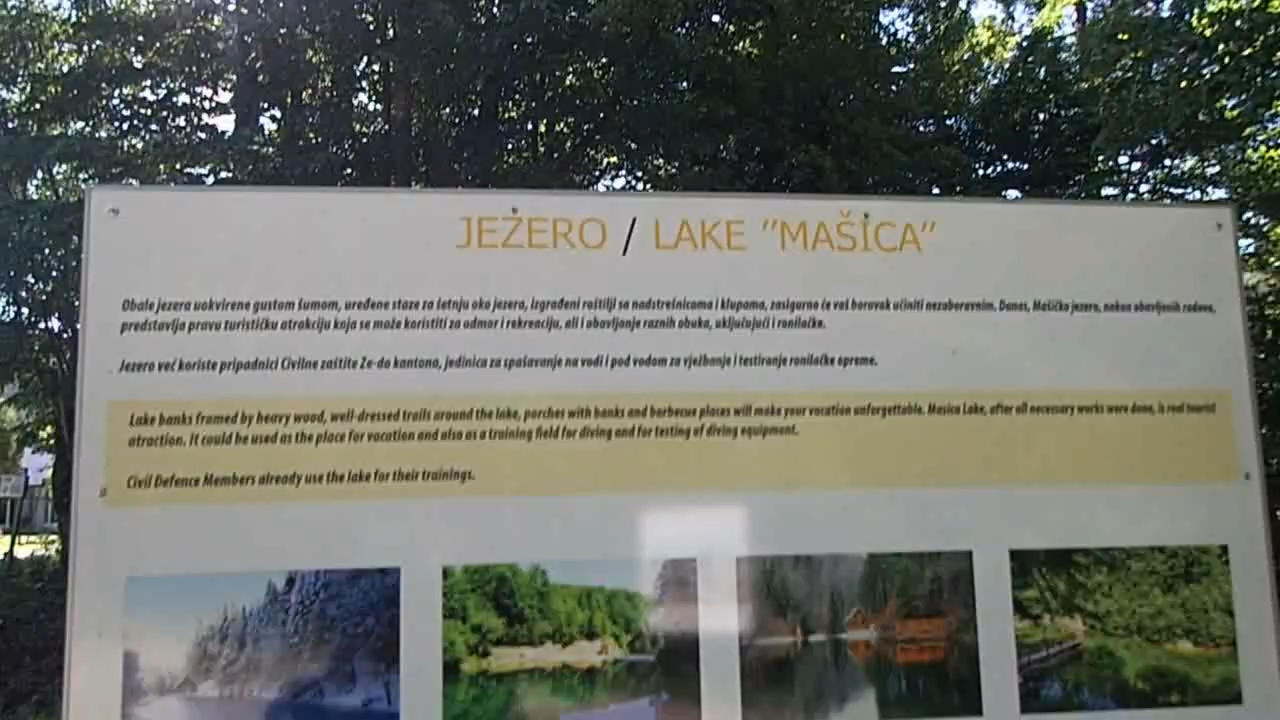 JEZERO / LAKE "MAŠICA"
Obale jezera uokvirene gustom šumom, uređene staze za šetnju oko jezera, izgrađeni roštilji sa nadstrešnicama i klupama, zasigurno će vaš boravak učiniti nezaboravnim. Danas, Mašičko jezero, nakon obavljenih radova,
predstavlja pravu turističku atrakciju koja se može koristiti za odmor i rekrenciju, ali i obavljanje raznih obuka, uključujući i ronilačke.
Jezero već koriste pripadnici Civilne zaštite Ze-do kantona, jedinica za spašavanje na vodi i pod vodom za vježbanje i testiranje ronilačke opreme.
Lake banks framed by heavy wood, well-dressed trails around the lake, porches with banks and barbecue places will make your vacation unforgettable. Masica Lake, after all necessary works were done, is real tourist
atraction. It could be used as the place for vacation and also as a training field for diving and for testing of diving equipment.
Civil Defence Members already use the lake for their trainings.